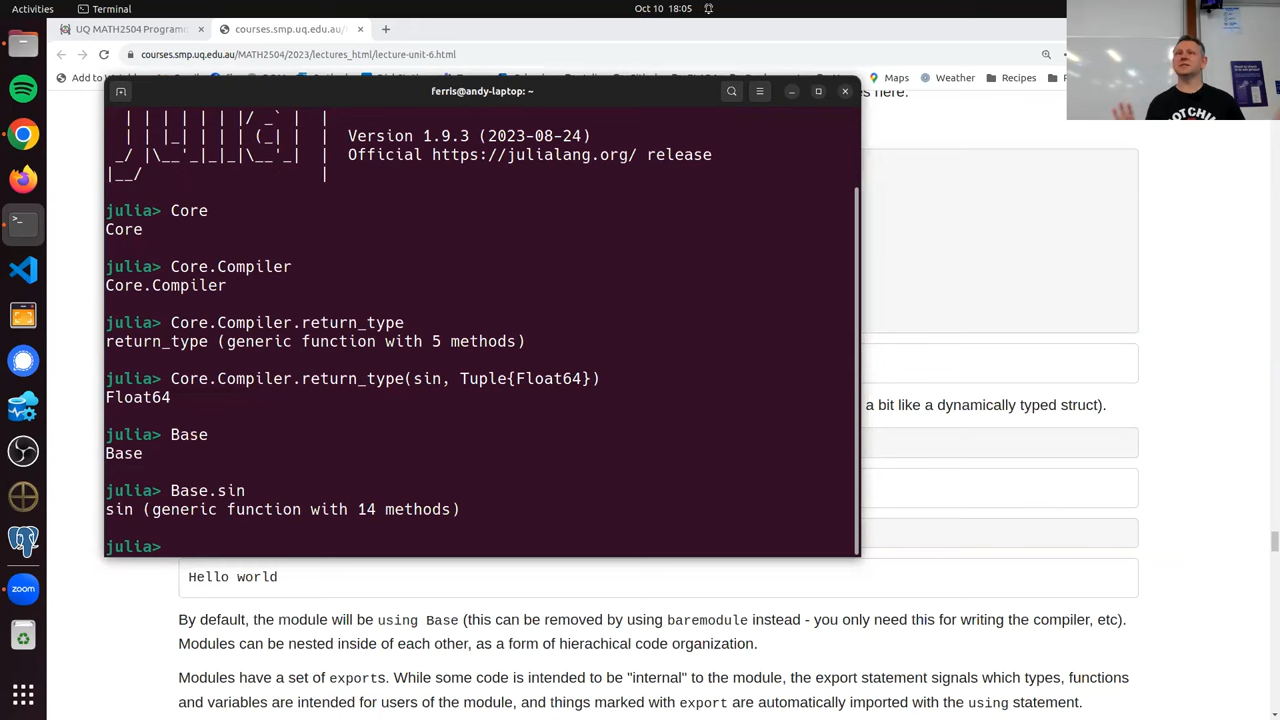 Activities
Terminal
Oct 10 18:05
UQ MATH2504 Programm
courses.smp.uq.edu.au/
courses.smp.uq.edu.au/MATH2504/2023/lectures_html/lecture-unit-6.html
Add to
Maps
Weather
Recipes
ferris@andy-laptop: ~
es here.
Version 1.9.3 (2023-08-24)
Official https://julialang.org/ release
julia> Core
Core
julia> Core.Compiler
Core.Compiler
julia> Core.Compiler.return_type
return_type (generic function with 5 methods)
julia> Core.Compiler.return_type(sin, Tuple{Float64})
Float64
a bit like a dynamically typed struct).
julia> Base
Base
julia> Base.sin
sin (generic function with 14 methods)
julia>
Hello world
By default, the module will be using Base (this can be removed by using baremodule instead - you only need this for writing the compiler, etc).
Modules can be nested inside of each other, as a form of hierachical code organization.
Modules have a set of exports. While some code is intended to be "internal" to the module, the export statement signals which types, functions
and variables are intended for users of the module, and things marked with export are automatically imported with the using statement.
zoom